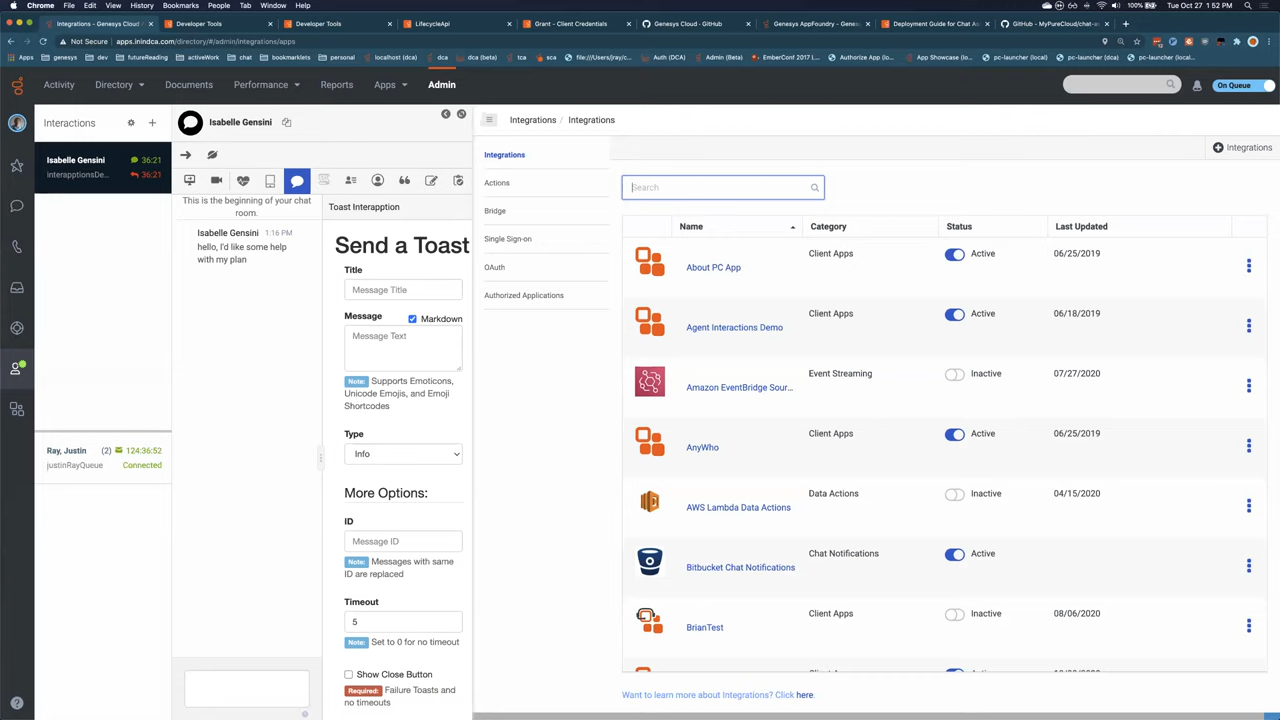 Chrome File Edit View History Bookmarks People Tab Window Help
100% Tue Oct 27 1:52 PM
Integrations - Genesys Cloud
Developer Tools
Developer Tools
LifecycleApi
Grant - Client Credentials
Genesys Cloud · GitHub
Genesys AppFoundry - Genes
Deployment Guide for Chat As
GitHub - MyPureCloud/chat-as
Not Secure apps.inindca.com/directory/#/admin/integrations/apps
Apps genesys dev futureReading activeWork chat bookmarklets personal localhost (dca) dca dca (beta) tca sca file:///Users/jray/k... Auth (DCA) Admin (Beta) EmberConf 2017 I... Authorize App (lo... App Showcase (lo... pc-launcher (local) pc-launcher (dca) pc-launcher (loc...
Activity Directory Documents Performance Reports Apps Admin
On Queue
Interactions
Isabelle Gensini 36:21
interapptionsDe... 36:21
Ray, Justin (2) 124:36:52
justinRayQueue Connected
Isabelle Gensini
This is the beginning of your chat
room.
Isabelle Gensini 1:16 PM
hello, I'd like some help
with my plan
Toast Interapption
Send a Toast
Title
Message Title
Message Markdown
Message Text
Note: Supports Emoticons,
Unicode Emojis, and Emoji
Shortcodes
Type
Info
More Options:
ID
Message ID
Note: Messages with same
ID are replaced
Timeout
5
Note: Set to 0 for no timeout
Show Close Button
Required: Failure Toasts and
no timeouts
Integrations / Integrations
Integrations
Integrations
Actions
Bridge
Single Sign-on
OAuth
Authorized Applications
Search
Name Category Status Last Updated
About PC App Client Apps Active 06/25/2019
Agent Interactions Demo Client Apps Active 06/18/2019
Amazon EventBridge Sour... Event Streaming Inactive 07/27/2020
AnyWho Client Apps Active 06/25/2019
AWS Lambda Data Actions Data Actions Inactive 04/15/2020
Bitbucket Chat Notifications Chat Notifications Active
BrianTest Client Apps Inactive 08/06/2020
Want to learn more about Integrations? Click here.